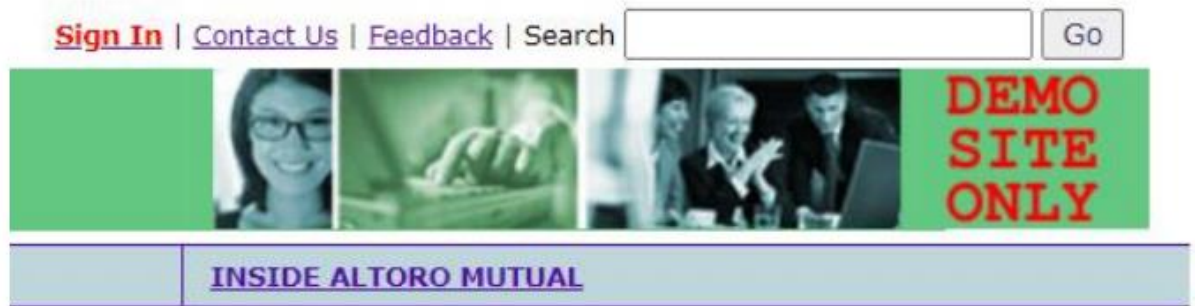 Sign In | Contact Us | Feedback | Search Go
DEMO
SITE
ONLY
INSIDE ALTORO MUTUAL